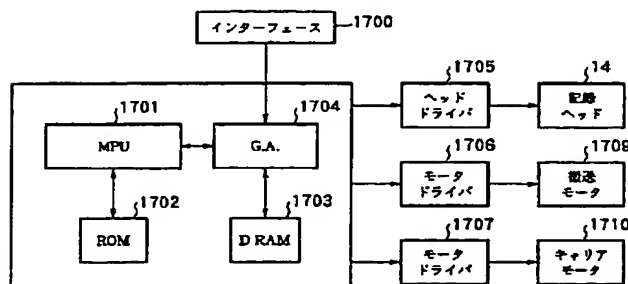 インターフェース
1700
1705
14
ヘッド
ドライバ
記録
ヘッド
1701
1704
MPU
G.A.
1706
1709
モータ
ドライバ
搬送
モータ
1702
1703
ROM
D RAM
1707
1710
モータ
ドライバ
キャリア
モータ